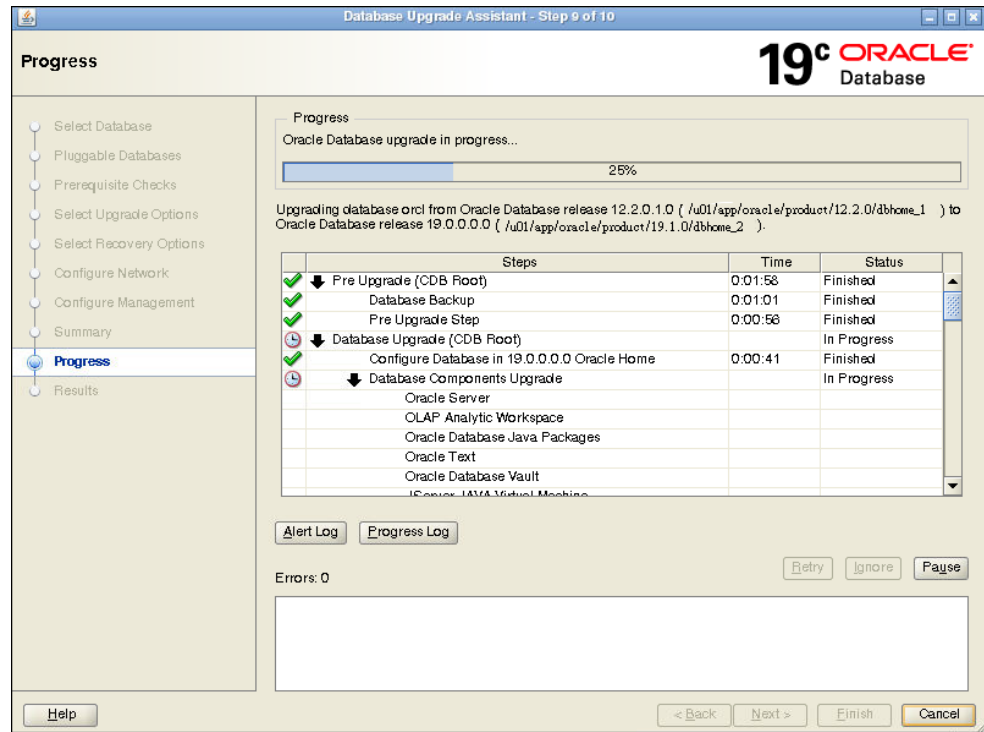 Database Upgrade Assistant - Step 9 of 10
Progress
19c ORACLE
Database
Select Database
Pluggable Databases
Prerequisite Checks
Select Upgrade Options
Select Recovery Options
Configure Network
Configure Management
Summary
Progress
Results
Progress
Oracle Database upgrade in progress...
25%
Upgrading database orcl from Oracle Database release 12.2.0.1.0 ( /u01/app/oracle/product/12.2.0/dbhome_1 ) to
Oracle Database release 19.0.0.0.0 ( /u01/app/oracle/product/19.1.0/dbhome_2 ).
Steps Time Status
Pre Upgrade (CDB Root) 0:01:58 Finished
Database Backup 0:01:01 Finished
Pre Upgrade Step 0:00:56 Finished
Database Upgrade (CDB Root) In Progress
Configure Database in 19.0.0.0.0 Oracle Home 0:00:41 Finished
Database Components Upgrade In Progress
Oracle Server
OLAP Analytic Workspace
Oracle Database Java Packages
Oracle Text
Oracle Database Vault
JServer JAVA Virtual Machine
Alert Log Progress Log
Retry Ignore Pause
Errors: 0
Help < Back Next > Finish Cancel